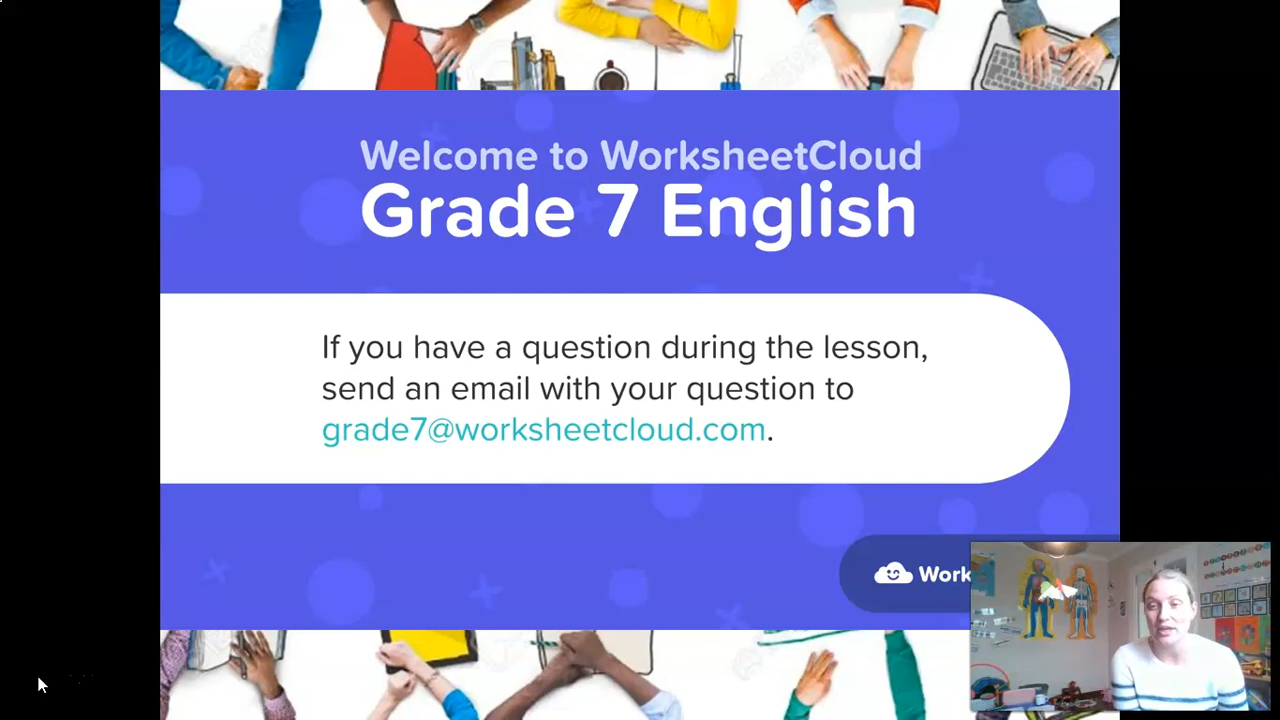 Welcome to WorksheetCloud
Grade 7 English
If you have a question during the lesson,
send an email with your question to
grade7@worksheetcloud.com.
Work